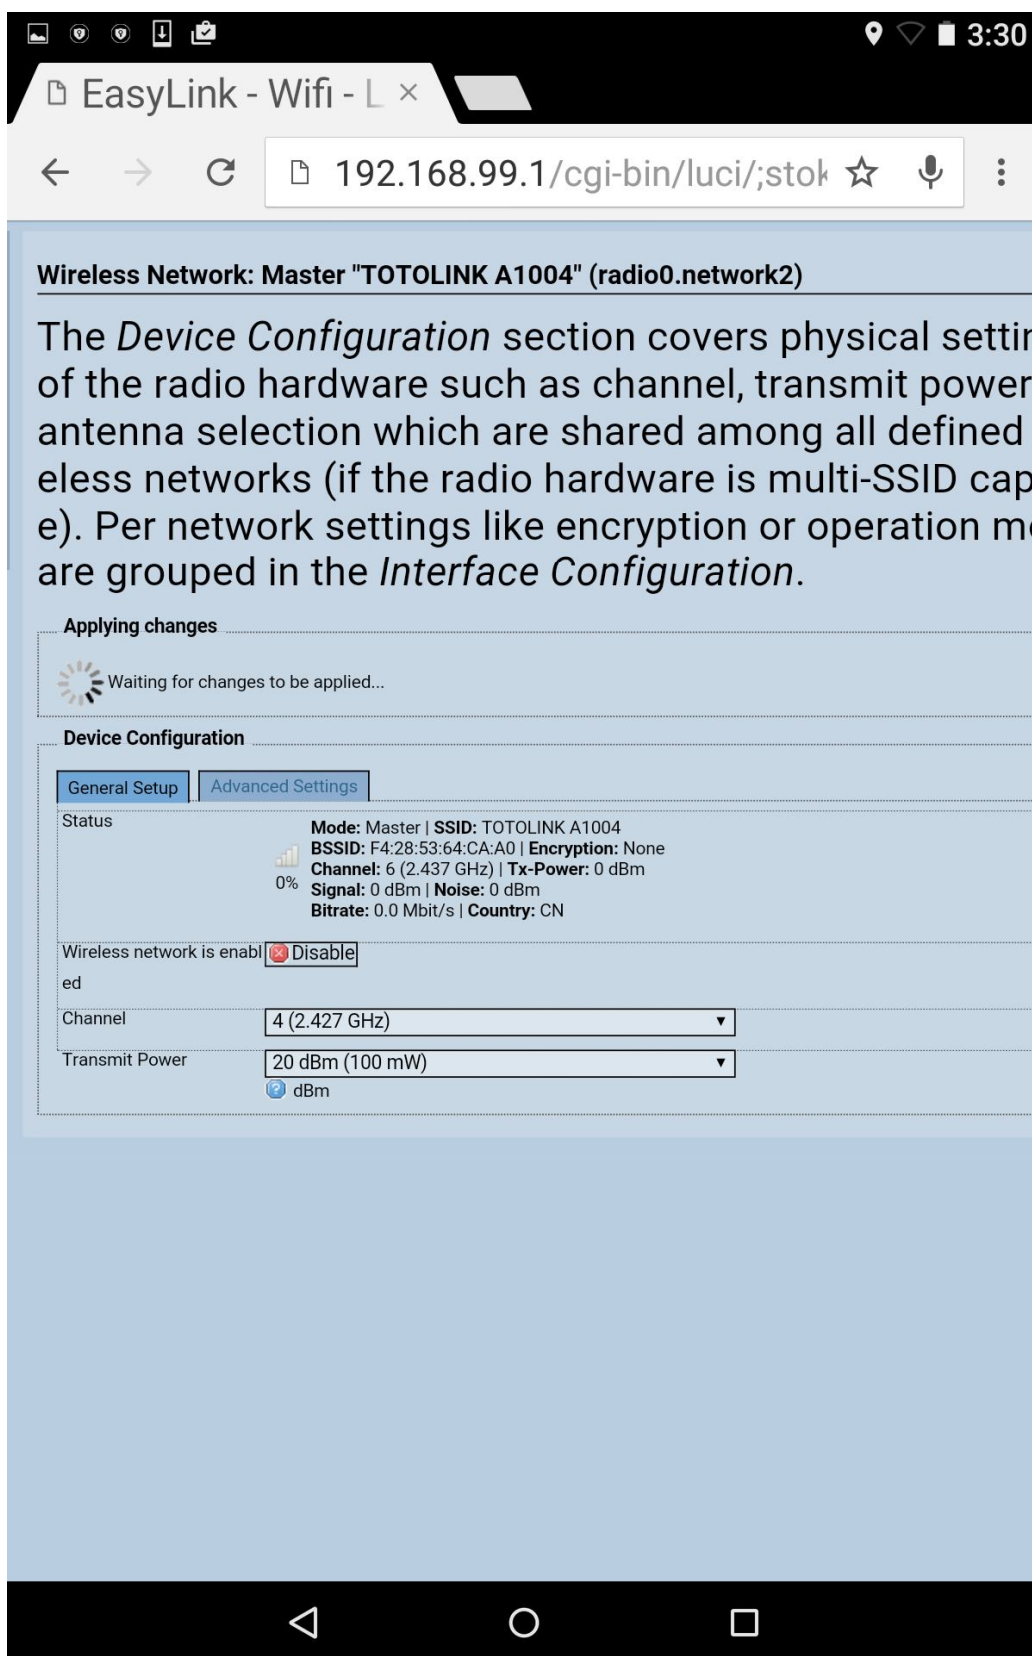 3:30
EasyLink - Wifi - L
192.168.99.1/cgi-bin/luci/;stok
Wireless Network: Master "TOTOLINK A1004" (radio0.network2)
The Device Configuration section covers physical settin
of the radio hardware such as channel, transmit power
antenna selection which are shared among all defined
eless networks (if the radio hardware is multi-SSID cap
e). Per network settings like encryption or operation mo
are grouped in the Interface Configuration.
Applying changes
Waiting for changes to be applied...
Device Configuration
General Setup Advanced Settings
Status
Mode: Master | SSID: TOTOLINK A1004
BSSID: F4:28:53:64:CA:A0 | Encryption: None
Channel: 6 (2.437 GHz) | Tx-Power: 0 dBm
0% Signal: 0 dBm | Noise: 0 dBm
Bitrate: 0.0 Mbit/s | Country: CN
Wireless network is enabl Disable
ed
Channel 4 (2.427 GHz)
Transmit Power 20 dBm (100 mW)
dBm